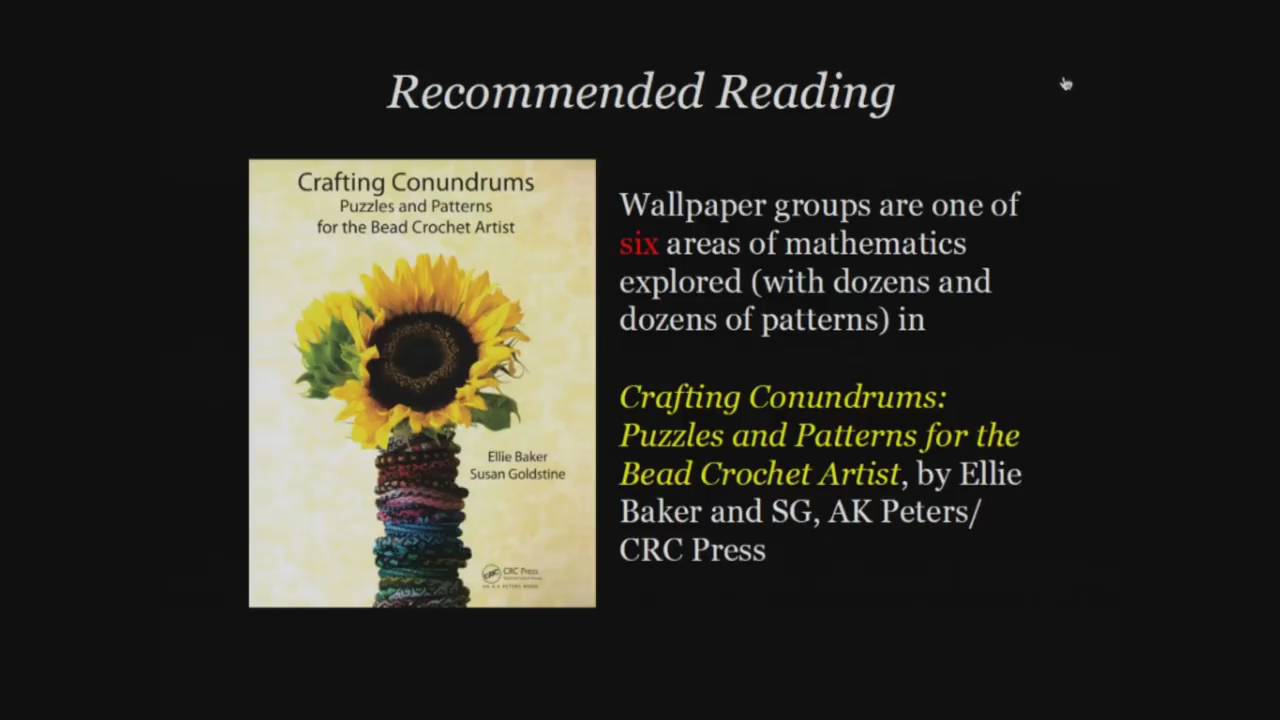 Recommended Reading
Crafting Conundrums
Puzzles and Patterns
for the Bead Crochet Artist
Ellie Baker
Susan Goldstine
CRC Press
Wallpaper groups are one of
six areas of mathematics
explored (with dozens and
dozens of patterns) in
Crafting Conundrums:
Puzzles and Patterns for the
Bead Crochet Artist, by Ellie
Baker and SG, AK Peters/
CRC Press